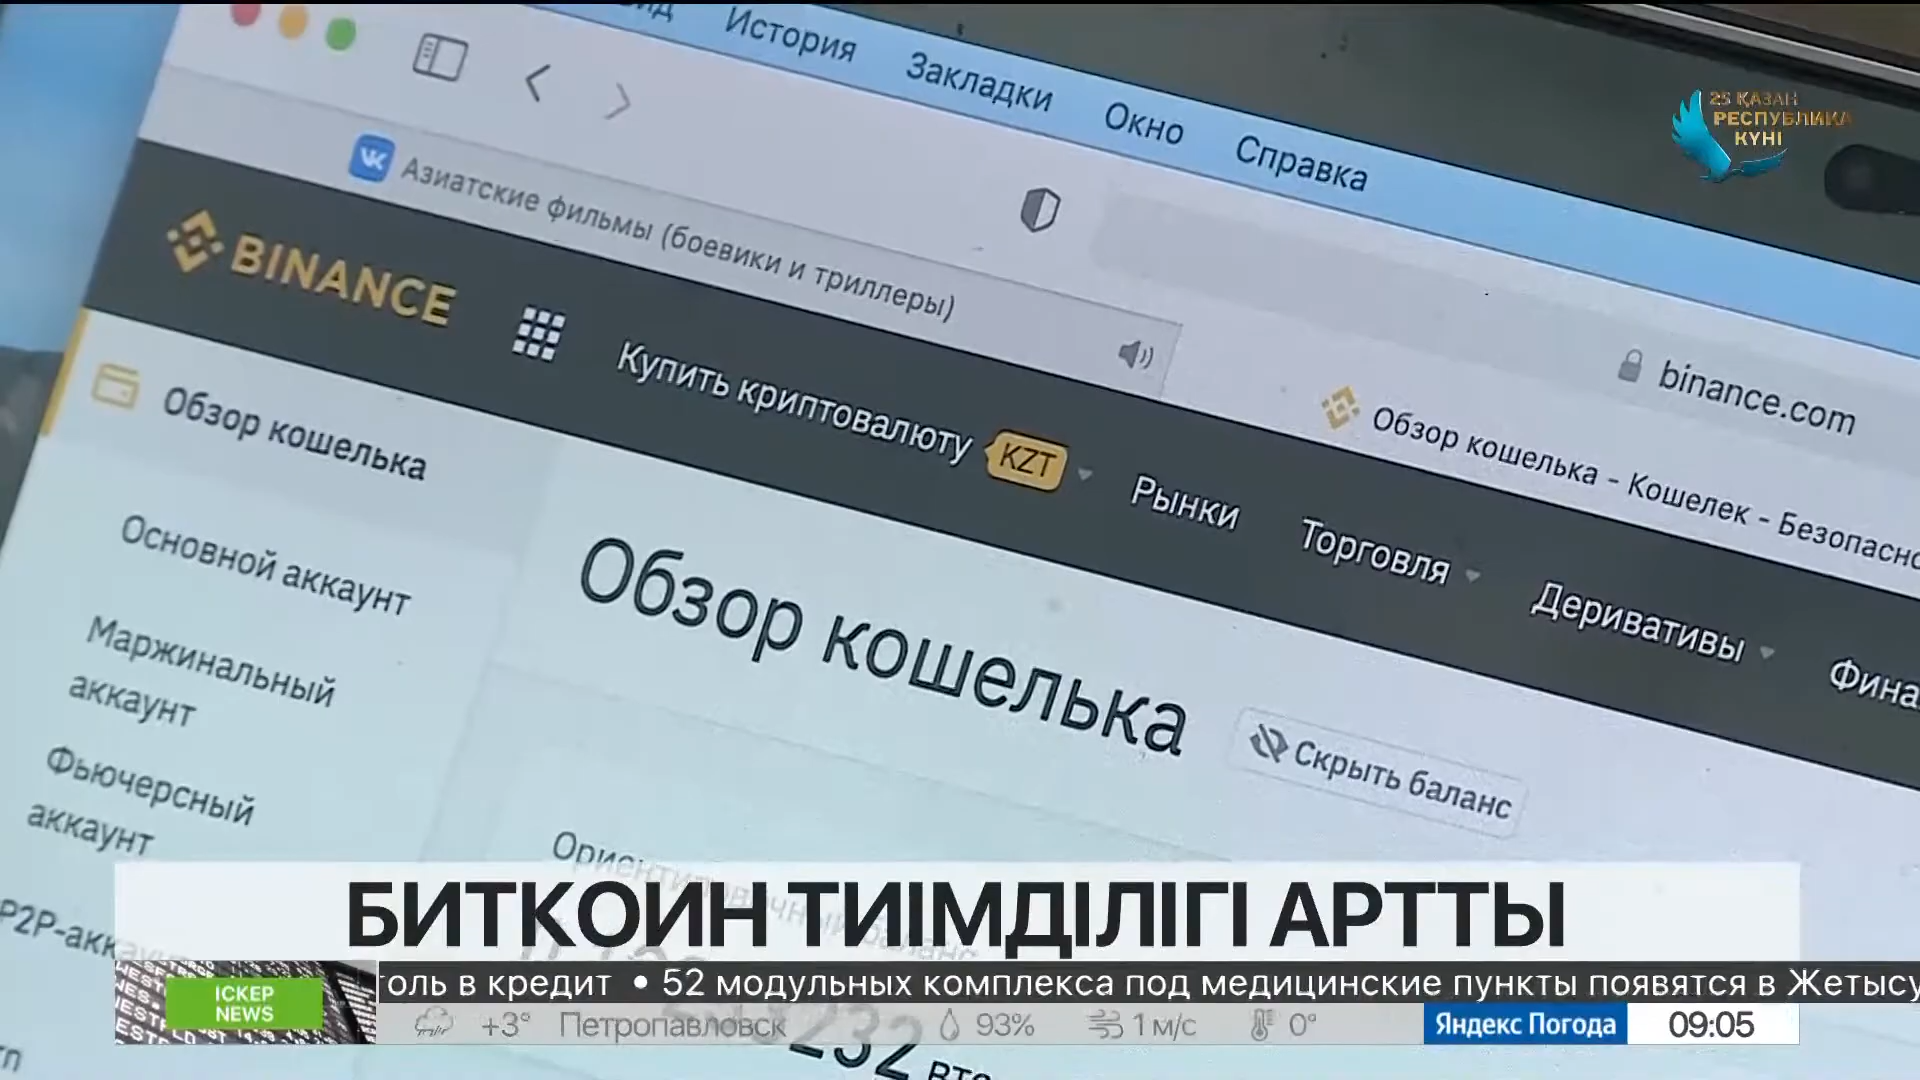 История Закладки Окно Справка
25 ҚАЗАН
РЕСПУБЛИКА
КҮНІ
Азиатские фильмы (боевики и триллеры)
binance.com
Обзор кошелька - Кошелек -
BINANCE
Купить криптовалюту KZT Рынки Торговля Деривативы
Обзор кошелька
Основной аккаунт
Маржинальный
аккаунт
Фьючерсный
аккаунт
Обзор кошелька
Скрыть баланс
БИТКОИН ТИІМДІЛІГІ АРТТЫ
ІСКЕР
NEWS
в кредит • 52 модульных комплекса под медицинские пункты появятся в Жетысу
+3° Петропавловск 93% 1 м/с 0° Яндекс Погода 09:05